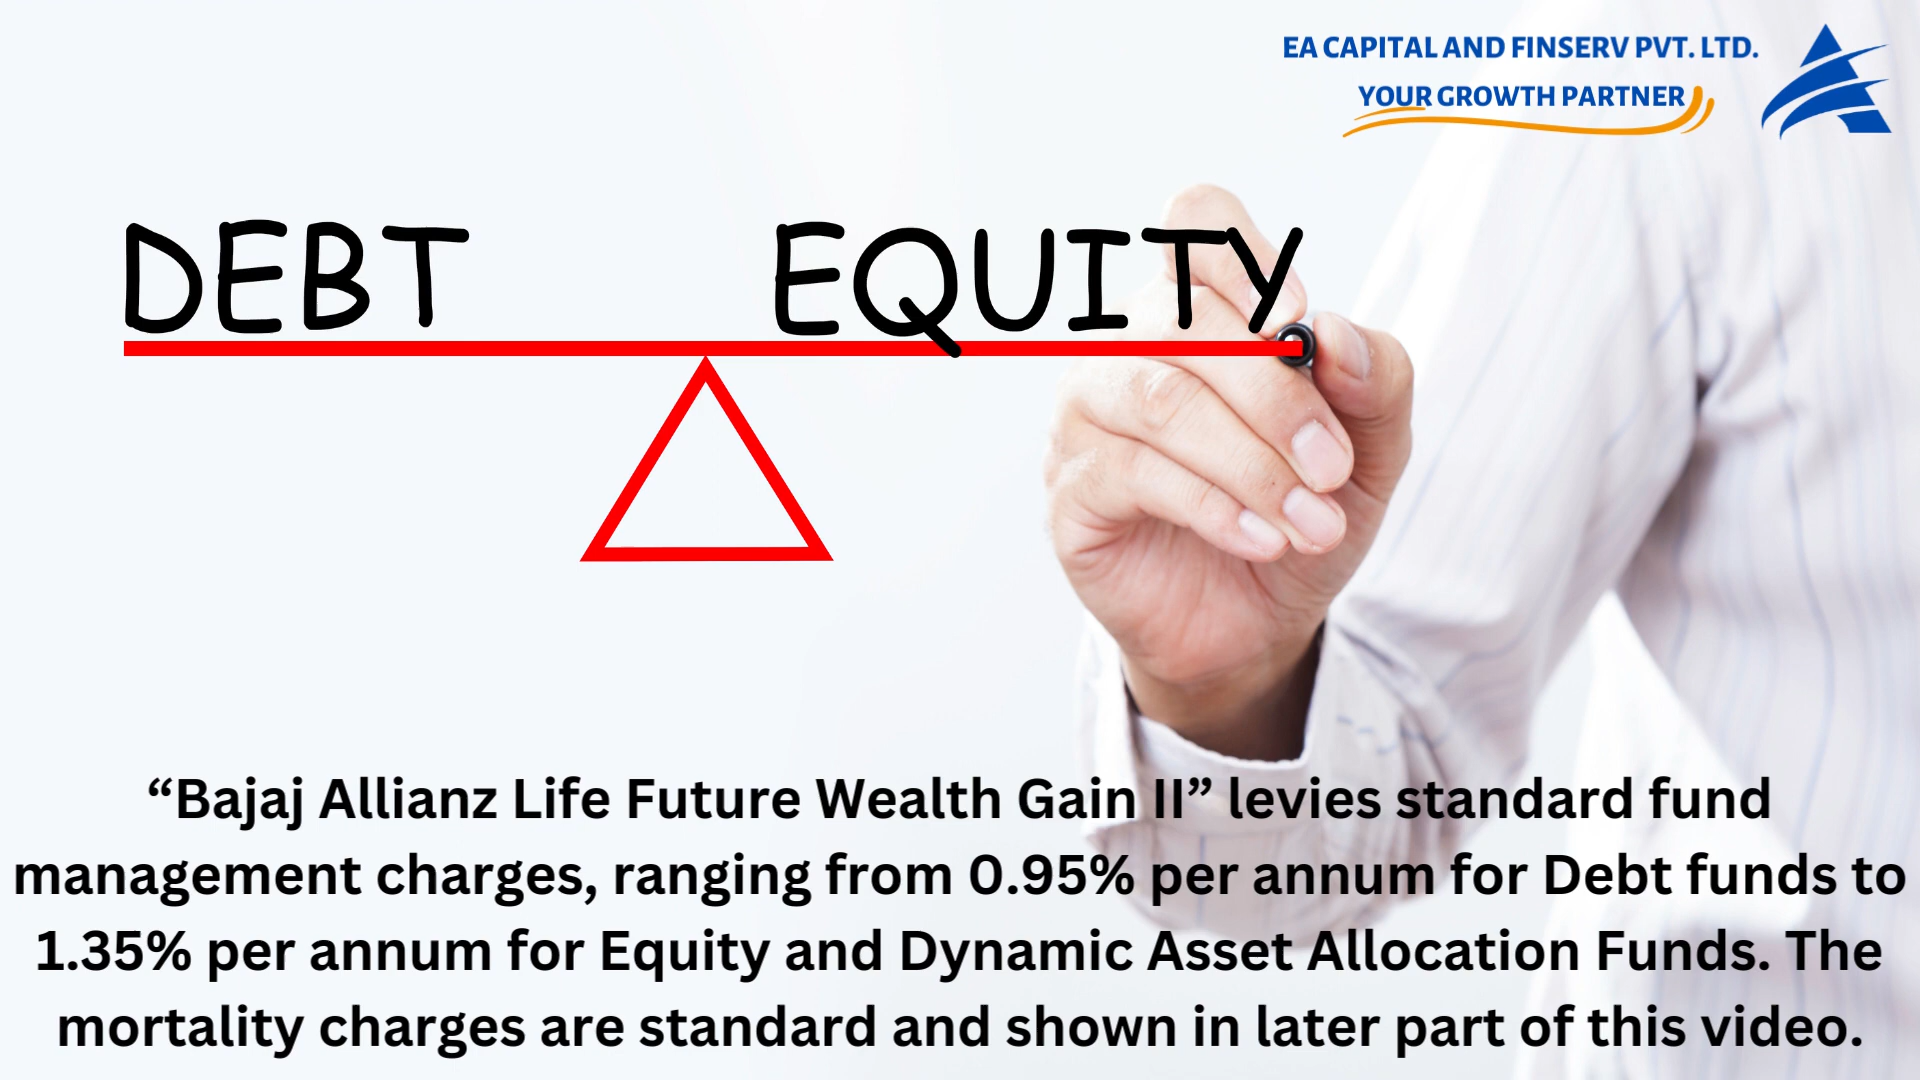 EA CAPITAL AND FINSERV PVT. LTD.
YOUR GROWTH PARTNER
DEBT EQUITY
“Bajaj Allianz Life Future Wealth Gain II” levies standard fund
management charges, ranging from 0.95% per annum for Debt funds to
1.35% per annum for Equity and Dynamic Asset Allocation Funds. The
mortality charges are standard and shown in later part of this video.